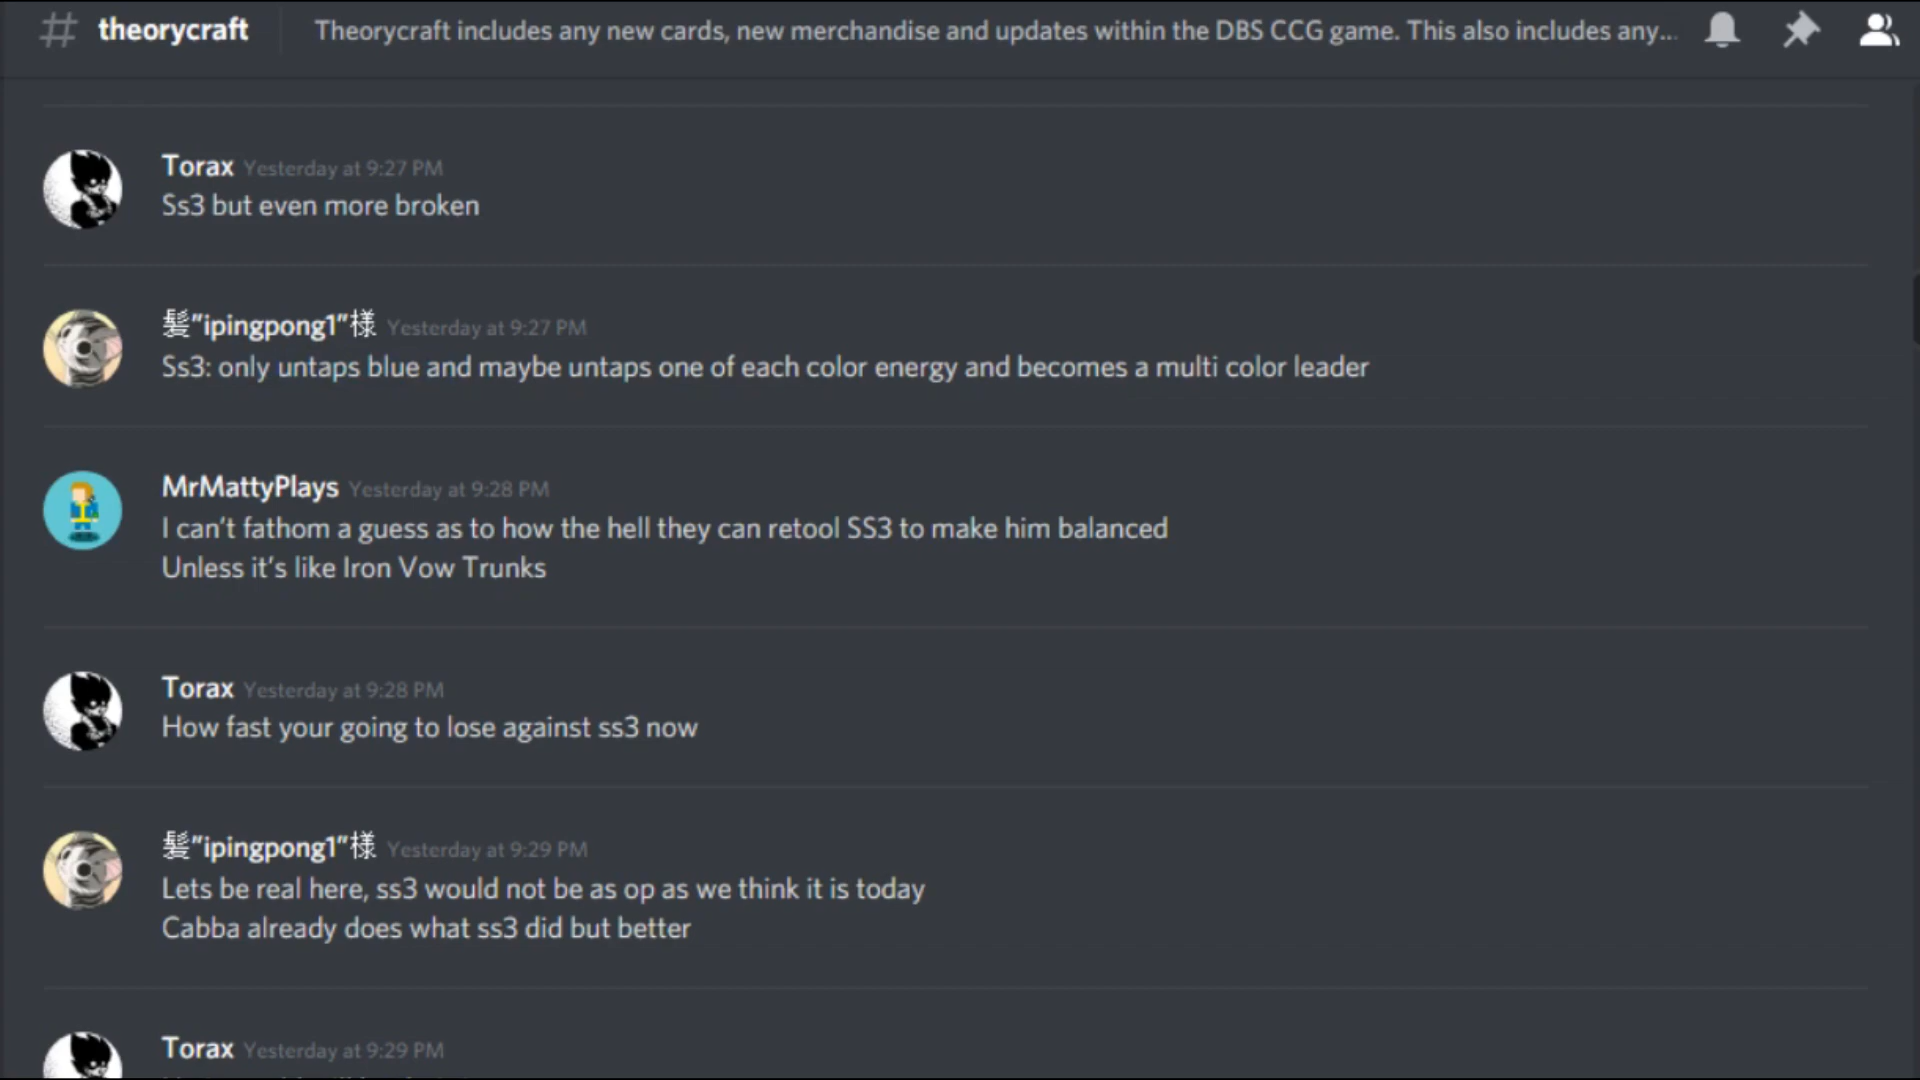 # theorycraft Theorycraft includes any new cards, new merchandise and updates within the DBS CCG game. This also includes any...
Torax Yesterday at 9:27 PM
Ss3 but even more broken
髪"ipingpong1"様 Yesterday at 9:27 PM
Ss3: only untaps blue and maybe untaps one of each color energy and becomes a multi color leader
MrMattyPlays Yesterday at 9:28 PM
I can't fathom a guess as to how the hell they can retool SS3 to make him balanced
Unless it's like Iron Vow Trunks
Torax Yesterday at 9:28 PM
How fast your going to lose against ss3 now
髪"ipingpong1"様 Yesterday at 9:29 PM
Lets be real here, ss3 would not be as op as we think it is today
Cabba already does what ss3 did but better
Torax Yesterday at 9:29 PM